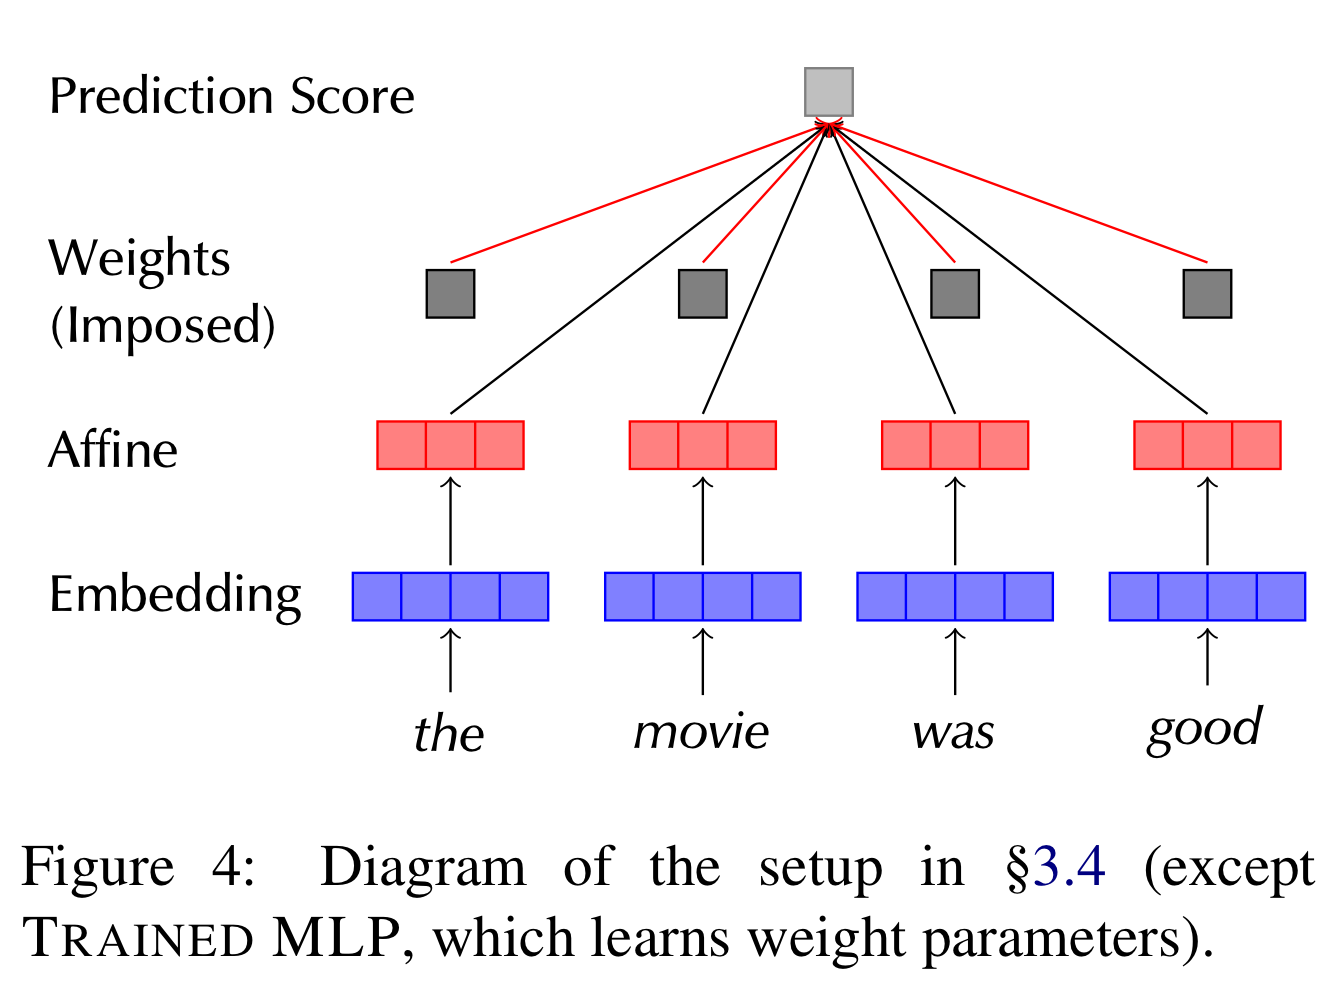 Prediction Score
Weights
(Imposed)
Affine
Embedding
the movie was good
Figure 4: Diagram of the setup in §3.4 (except
TRAINED MLP, which learns weight parameters).